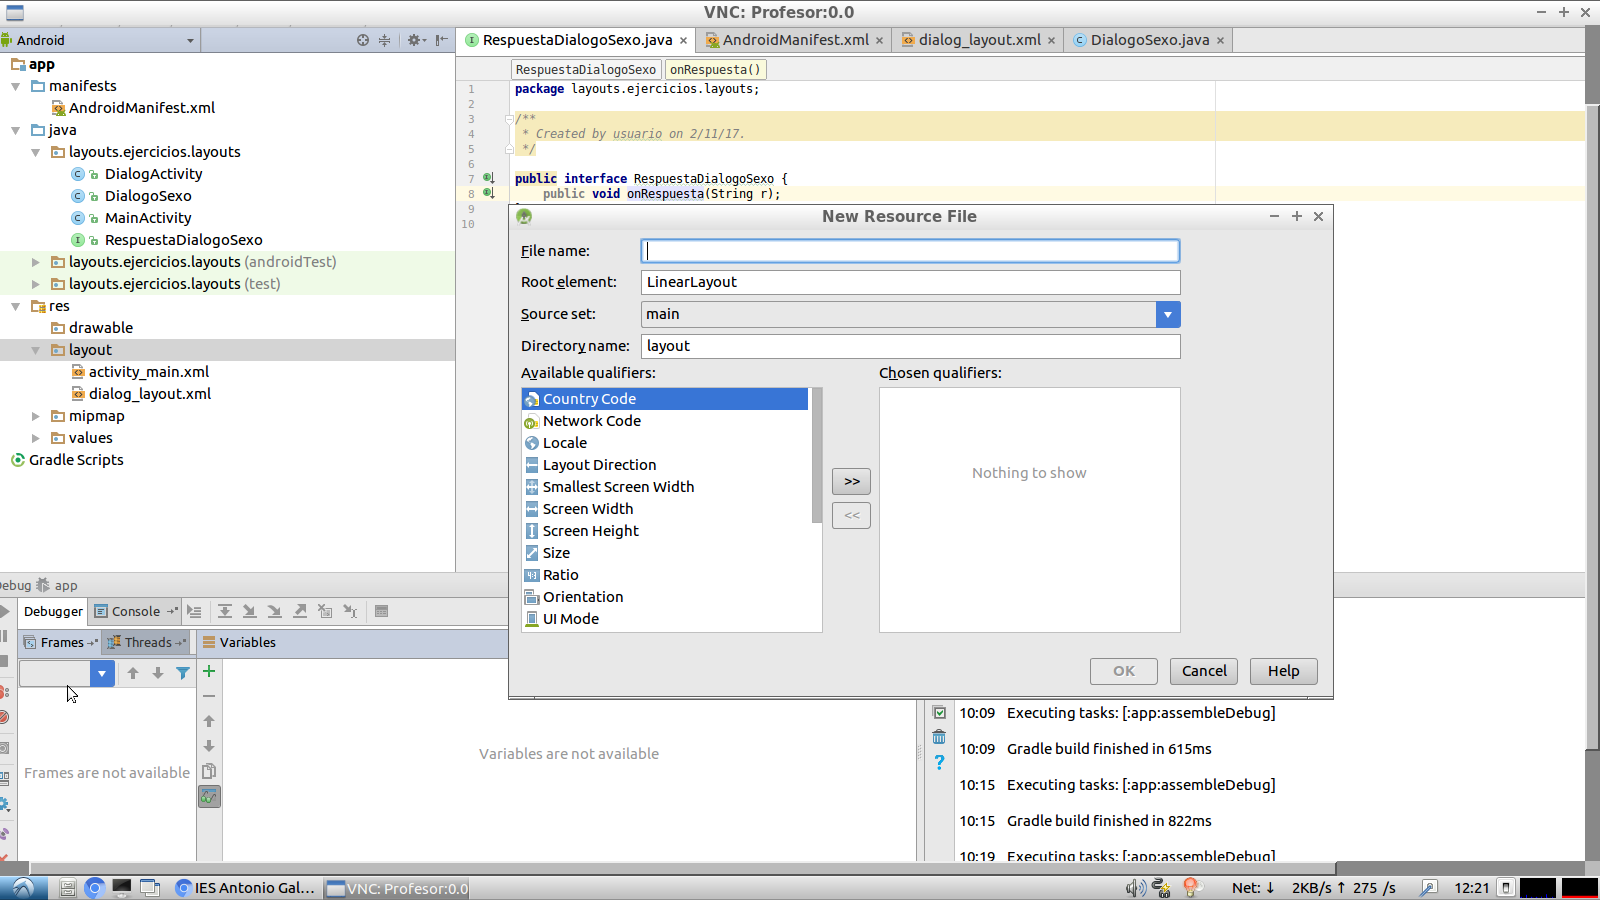 VNC: Profesor:0.0
Android
RespuestaDialogoSexo.java
AndroidManifest.xml
dialog_layout.xml
DialogoSexo.java
app
manifests
AndroidManifest.xml
java
layouts.ejercicios.layouts
DialogActivity
DialogoSexo
MainActivity
RespuestaDialogoSexo
layouts.ejercicios.layouts (androidTest)
layouts.ejercicios.layouts (test)
res
drawable
layout
activity_main.xml
dialog_layout.xml
mipmap
values
Gradle Scripts
RespuestaDialogoSexo
onRespuesta()
1 package layouts.ejercicios.layouts;
2
3 /**
4 * Created by usuario on 2/11/17.
5 */
6
7 public interface RespuestaDialogoSexo {
8 public void onRespuesta(String r);
9
10
New Resource File
File name:
Root element: LinearLayout
Source set: main
Directory name: layout
Available qualifiers:
Chosen qualifiers:
Country Code
Network Code
Locale
Layout Direction
Smallest Screen Width
Screen Width
Screen Height
Size
Ratio
Orientation
UI Mode
>>
<<
Nothing to show
OK
Cancel
Help
ebug app
Debugger
Console
Frames
Threads
Variables
Frames are not available
Variables are not available
10:09 Executing tasks: [:app:assembleDebug]
10:09 Gradle build finished in 615ms
10:15 Executing tasks: [:app:assembleDebug]
10:15 Gradle build finished in 822ms
10:19 Executing tasks: [:app:assembleDebug]
IES Antonio Gal...
VNC: Profesor:0.0
Net: ↓ 2KB/s ↑ 275 /s
12:21